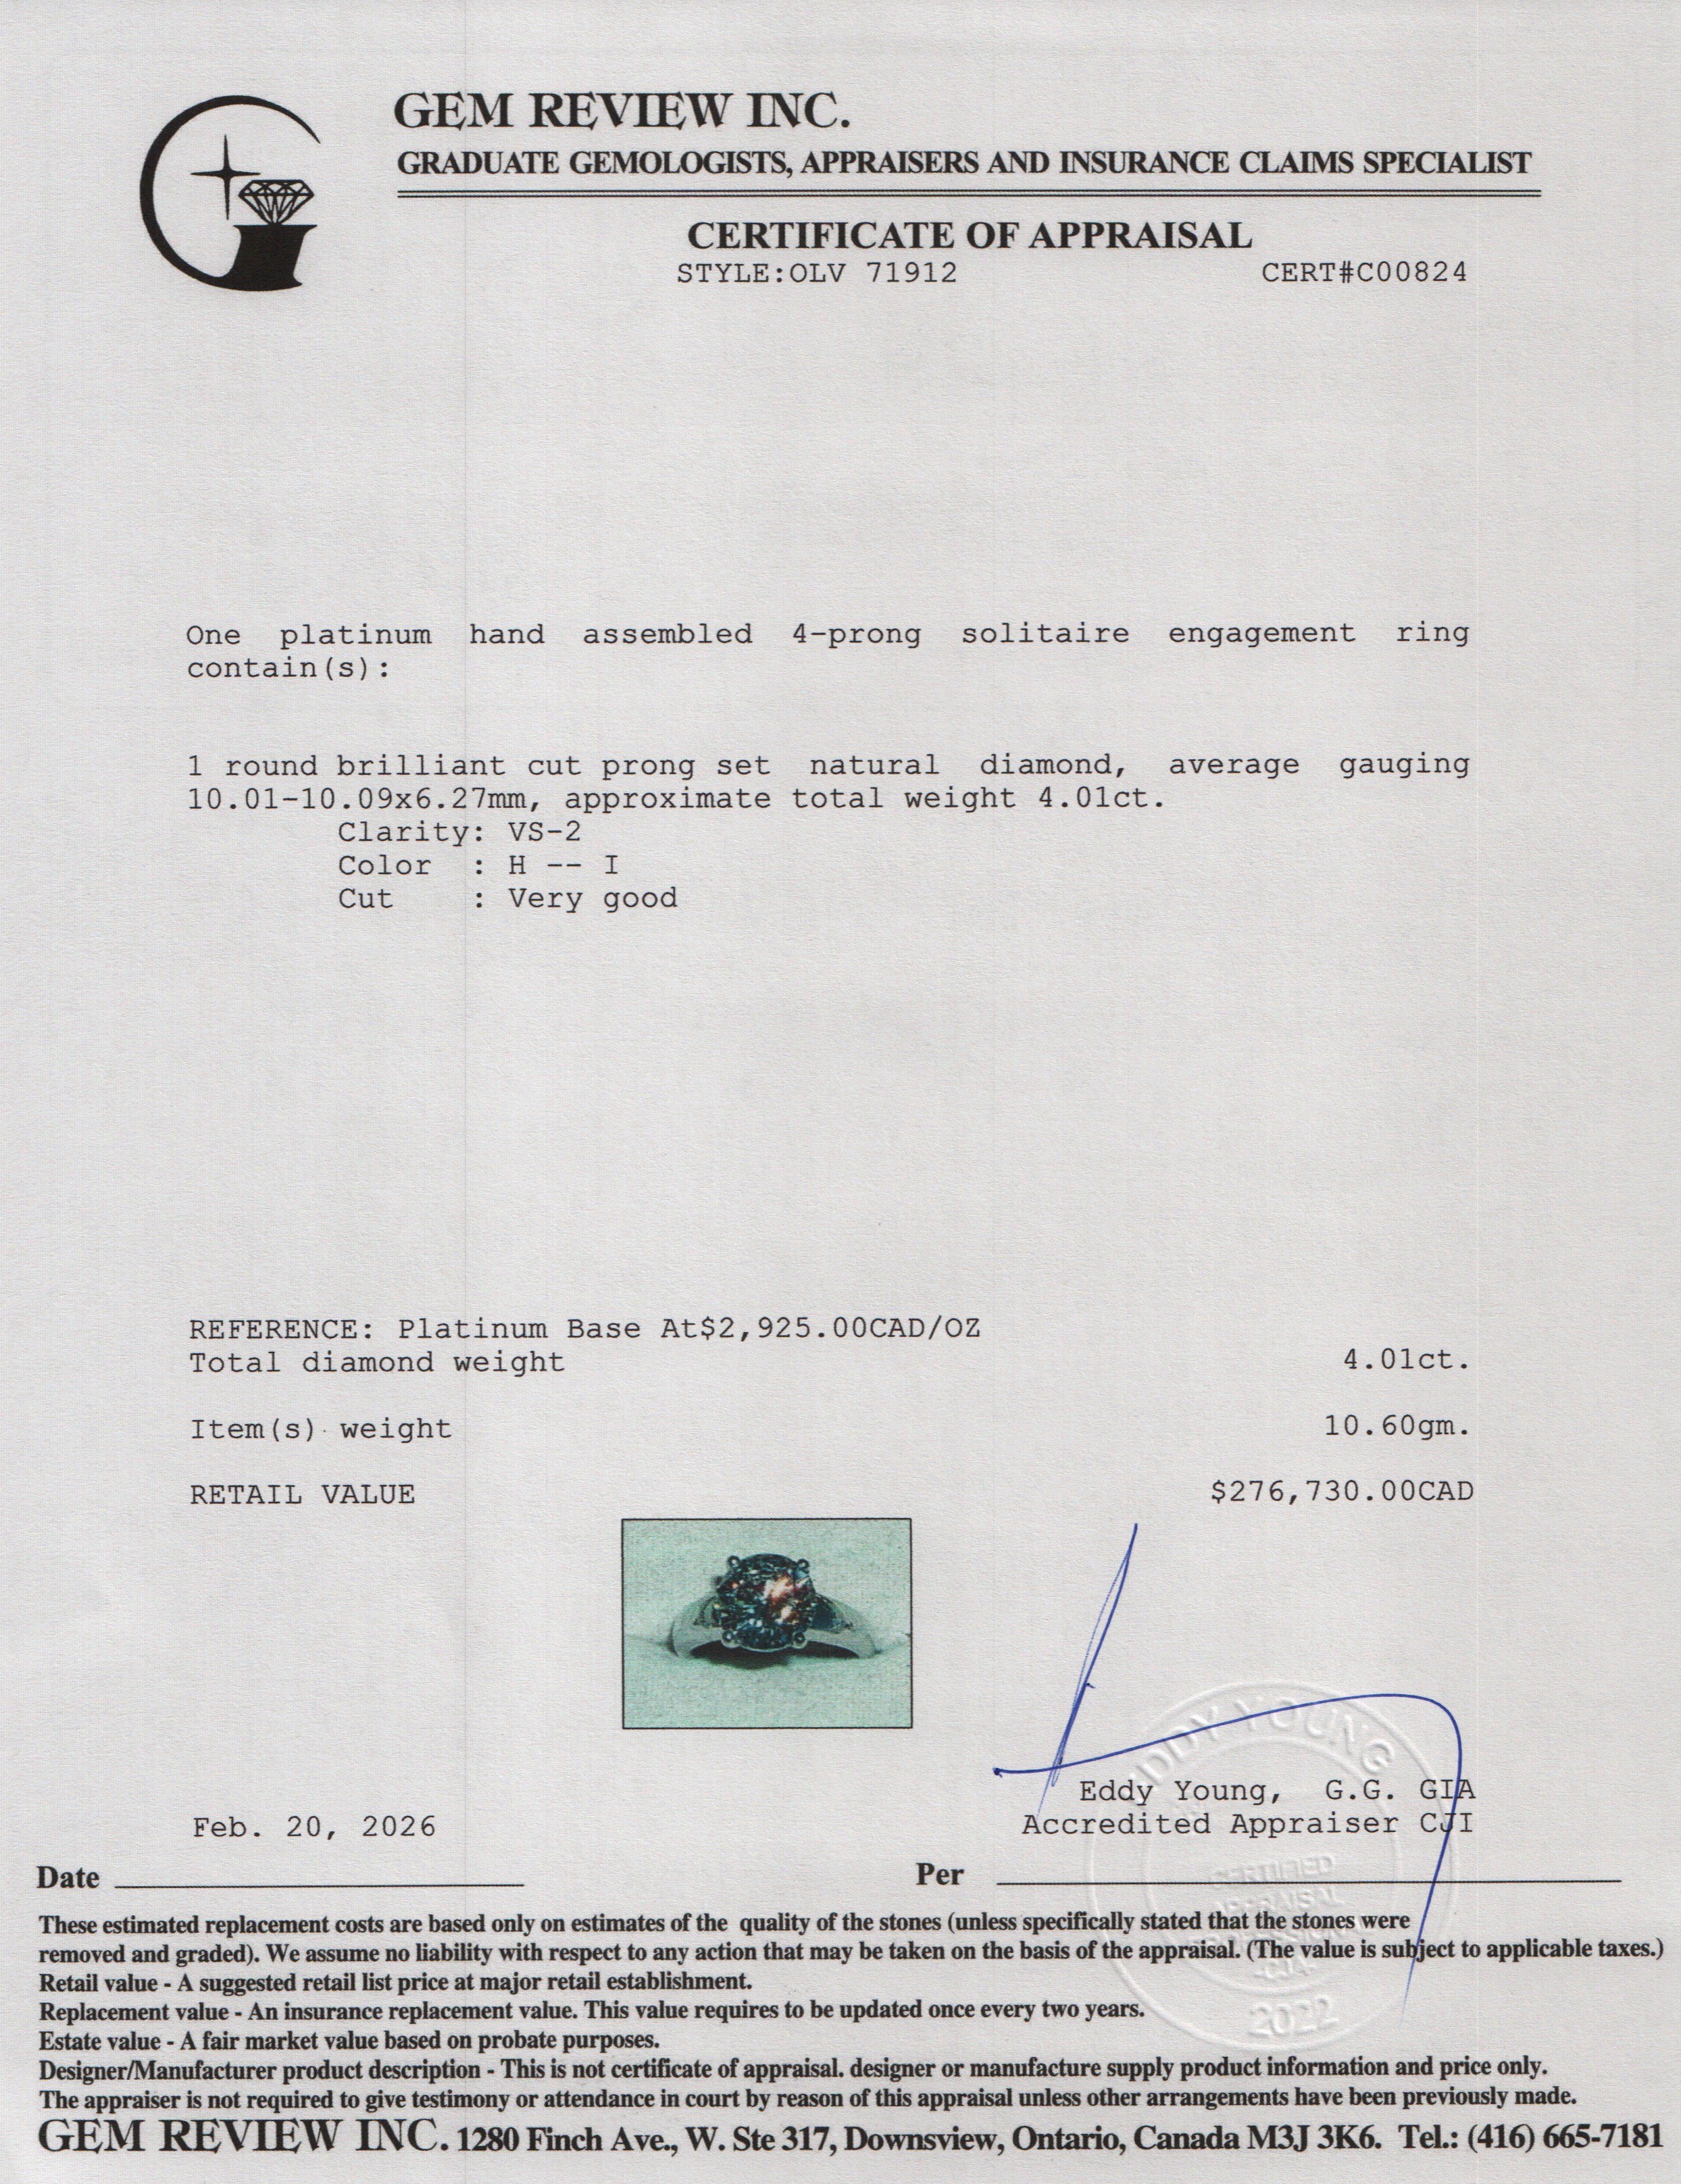 GEM REVIEW INC.
GRADUATE GEMOLOGISTS, APPRAISERS AND INSURANCE CLAIMS SPECIALIST
CERTIFICATE OF APPRAISAL
STYLE:OLV 71912 CERT#C00824
One platinum hand assembled 4-prong solitaire engagement ring
contain(s):
1 round brilliant cut prong set natural diamond, average gauging
10.01-10.09x6.27mm, approximate total weight 4.01ct.
Clarity: VS-2
Color : H -- I
Cut : Very good
REFERENCE: Platinum Base At$2,925.00CAD/OZ
Total diamond weight 4.01ct.
Item(s) weight 10.60gm.
RETAIL VALUE $276,730.00CAD
EDDY YOUNG
Eddy Young, G.G. GIA
Feb. 20, 2026 Accredited Appraiser CJI
CERTIFIED
APPRAISAL
Date Per
These estimated replacement costs are based only on estimates of the quality of the stones (unless specifically stated that the stones were
removed and graded). We assume no liability with respect to any action that may be taken on the basis of the appraisal. (The value is subject to applicable taxes.)
Retail value - A suggested retail list price at major retail establishment.
Replacement value - An insurance replacement value. This value requires to be updated once every two years.
2022
Estate value - A fair market value based on probate purposes.
Designer/Manufacturer product description - This is not certificate of appraisal. designer or manufacture supply product information and price only.
The appraiser is not required to give testimony or attendance in court by reason of this appraisal unless other arrangements have been previously made.
GEM REVIEW INC. 1280 Finch Ave., W. Ste 317, Downsview, Ontario, Canada M3J 3K6. Tel.: (416) 665-7181